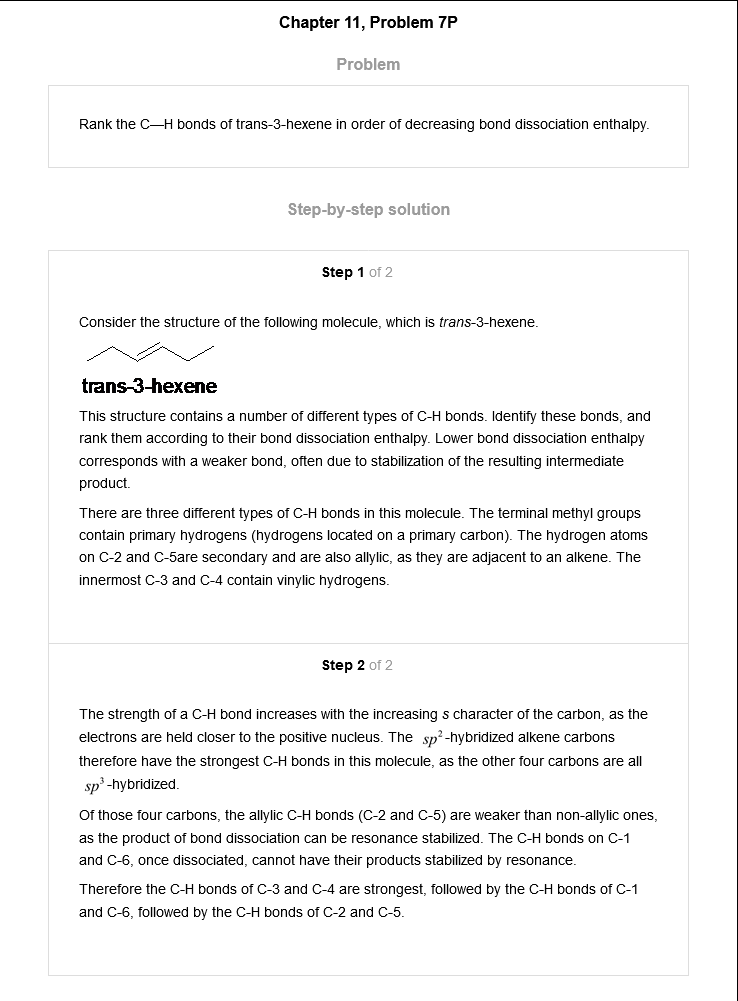 Chapter 11, Problem 7P
Problem
Rank the C—H bonds of trans-3-hexene in order of decreasing bond dissociation enthalpy.
Step-by-step solution
Step 1 of 2
Consider the structure of the following molecule, which is trans-3-hexene.
trans-3-hexene
This structure contains a number of different types of C-H bonds. Identify these bonds, and
rank them according to their bond dissociation enthalpy. Lower bond dissociation enthalpy
corresponds with a weaker bond, often due to stabilization of the resulting intermediate
product.
There are three different types of C-H bonds in this molecule. The terminal methyl groups
contain primary hydrogens (hydrogens located on a primary carbon). The hydrogen atoms
on C-2 and C-5are secondary and are also allylic, as they are adjacent to an alkene. The
innermost C-3 and C-4 contain vinylic hydrogens.
Step 2 of 2
The strength of a C-H bond increases with the increasing s character of the carbon, as the
electrons are held closer to the positive nucleus. The sp²-hybridized alkene carbons
therefore have the strongest C-H bonds in this molecule, as the other four carbons are all
sp³-hybridized.
Of those four carbons, the allylic C-H bonds (C-2 and C-5) are weaker than non-allylic ones,
as the product of bond dissociation can be resonance stabilized. The C-H bonds on C-1
and C-6, once dissociated, cannot have their products stabilized by resonance.
Therefore the C-H bonds of C-3 and C-4 are strongest, followed by the C-H bonds of C-1
and C-6, followed by the C-H bonds of C-2 and C-5.